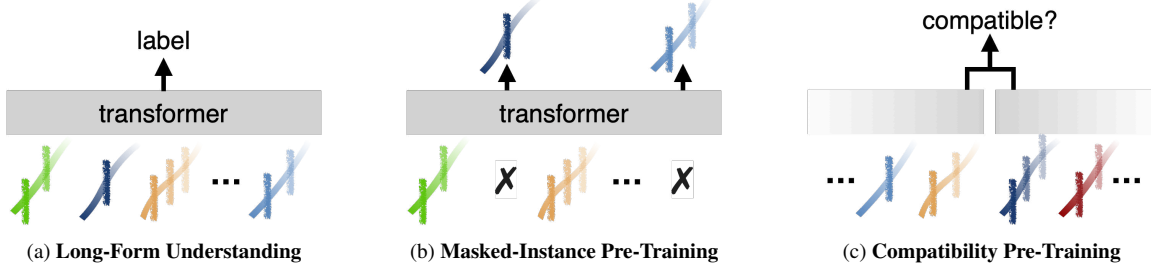 label
transformer
...
(a) Long-Form Understanding
transformer
✗ ... ✗
(b) Masked-Instance Pre-Training
compatible?
... ...
(c) Compatibility Pre-Training